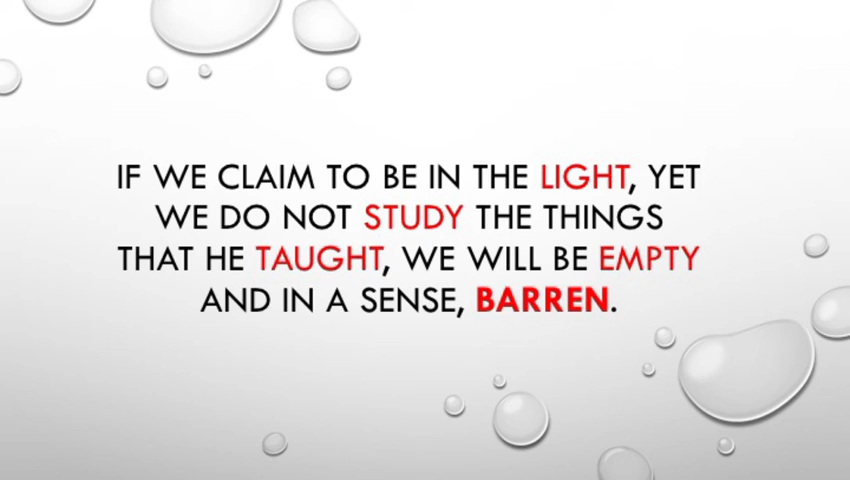 IF WE CLAIM TO BE IN THE LIGHT, YET
WE DO NOT STUDY THE THINGS
THAT HE TAUGHT, WE WILL BE EMPTY
AND IN A SENSE, BARREN.